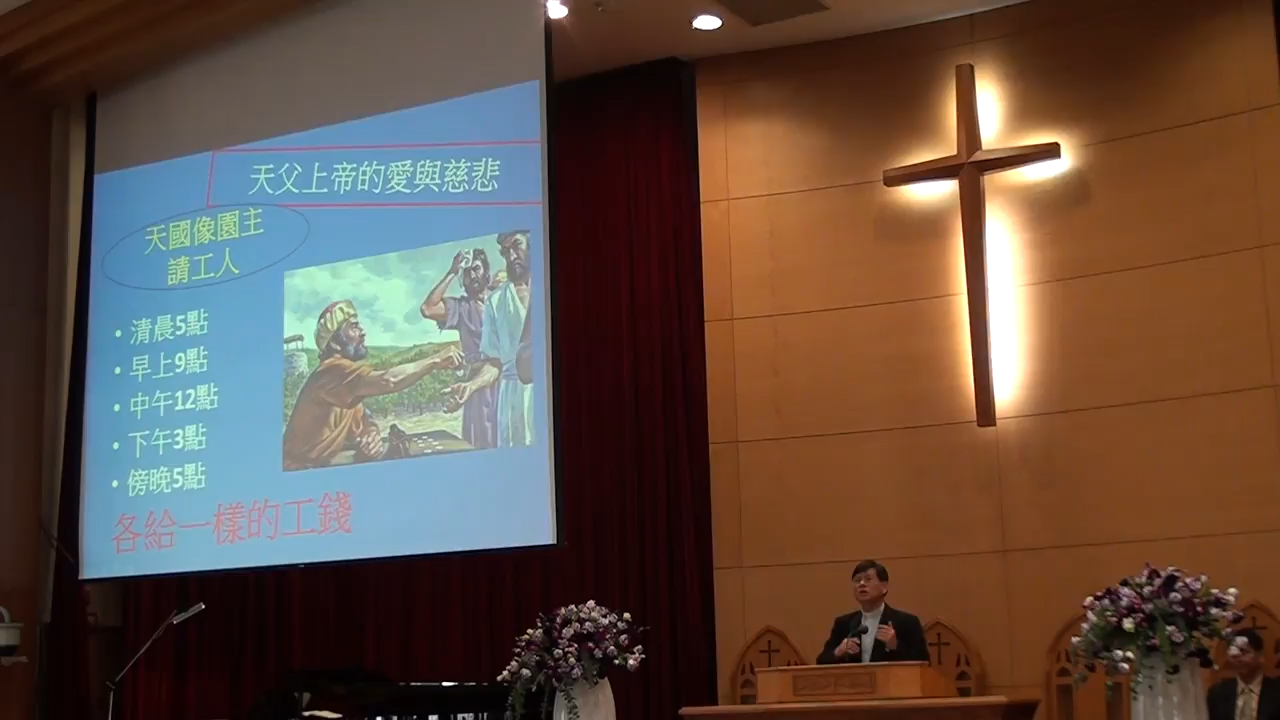 天父上帝的愛與慈悲
天國像園主
請工人
• 清晨5點
• 早上9點
• 中午12點
• 下午3點
• 傍晚5點
各給一樣的工錢